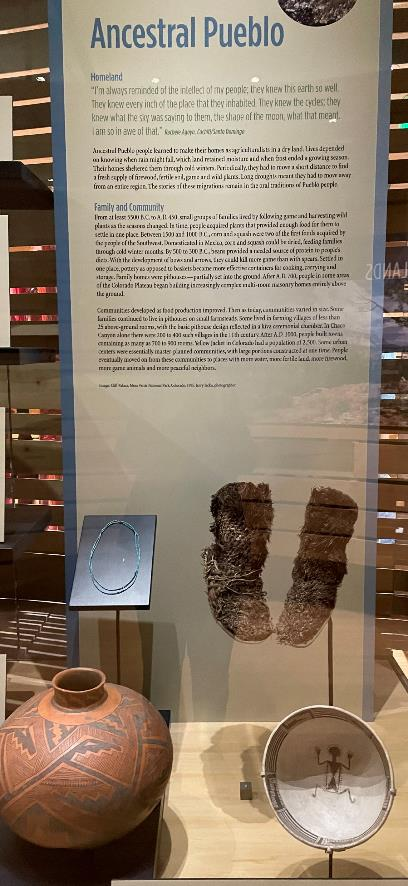 Ancestral Pueblo
Homeland
"I'm always reminded of the intellect of my people; they knew this earth so well.
They knew every inch of the place that they inhabited. They knew the cycles; they
knew what the sky was saying to them, the shape of the moon, what that meant.
I am so in awe of that." Rochelle Aguyo, Cochiti/Santo Domingo
Ancestral Pueblo people learned to make their homes as agriculturalists in a dry land. Lives depended
on knowing when rain might fall, which land retained moisture and when frost ended a growing season.
Their homes sheltered them through cold winters. Periodically, they had to move a short distance to find
a fresh supply of firewood, fertile soil, game and wild plants. Long droughts meant they had to move away
from an entire region. The stories of these migrations remain in the oral traditions of Pueblo people.
Family and Community
From at least 5500 B.C. to A.D. 450, small groups of families lived by following game and harvesting wild
plants as the seasons changed. In time, people acquired plants that provided enough food for them to
settle in one place. Between 1500 and 1000 B.C., corn and squash were two of the first foods acquired by
the people of the Southwest. Domesticated in Mexico, corn and squash could be dried, feeding families
through cold winter months. By 500 to 300 B.C., beans provided a needed source of protein to people's
diets. With the development of bows and arrows, they could kill more game than with spears. Settled in
one place, pottery as opposed to baskets became more effective containers for cooking, carrying and
storage. Family homes were pithouses—partially set into the ground. After A.D. 700, people in some areas
of the Colorado Plateau began building increasingly complex multi-room masonry homes entirely above
the ground.
Communities developed as food production improved. Then as today, communities varied in size. Some
families continued to live in pithouses on small farmsteads. Some lived in farming villages of less than
25 above-ground rooms, with the basic pithouse design reflected in a kiva ceremonial chamber. In Chaco
Canyon alone there were 300 to 400 such villages in the 11th century. After A.D. 1000, people built towns
containing as many as 700 to 900 rooms. Yellow Jacket in Colorado had a population of 2,500. Some urban
centers were essentially master planned communities, with large portions constructed at one time. People
eventually moved on from these communities to places with more water, more fertile land, more firewood,
more game animals and more peaceful neighbors.
Image: Cliff Palace, Mesa Verde National Park, Colorado, 1995. Jerry Jacka, photographer